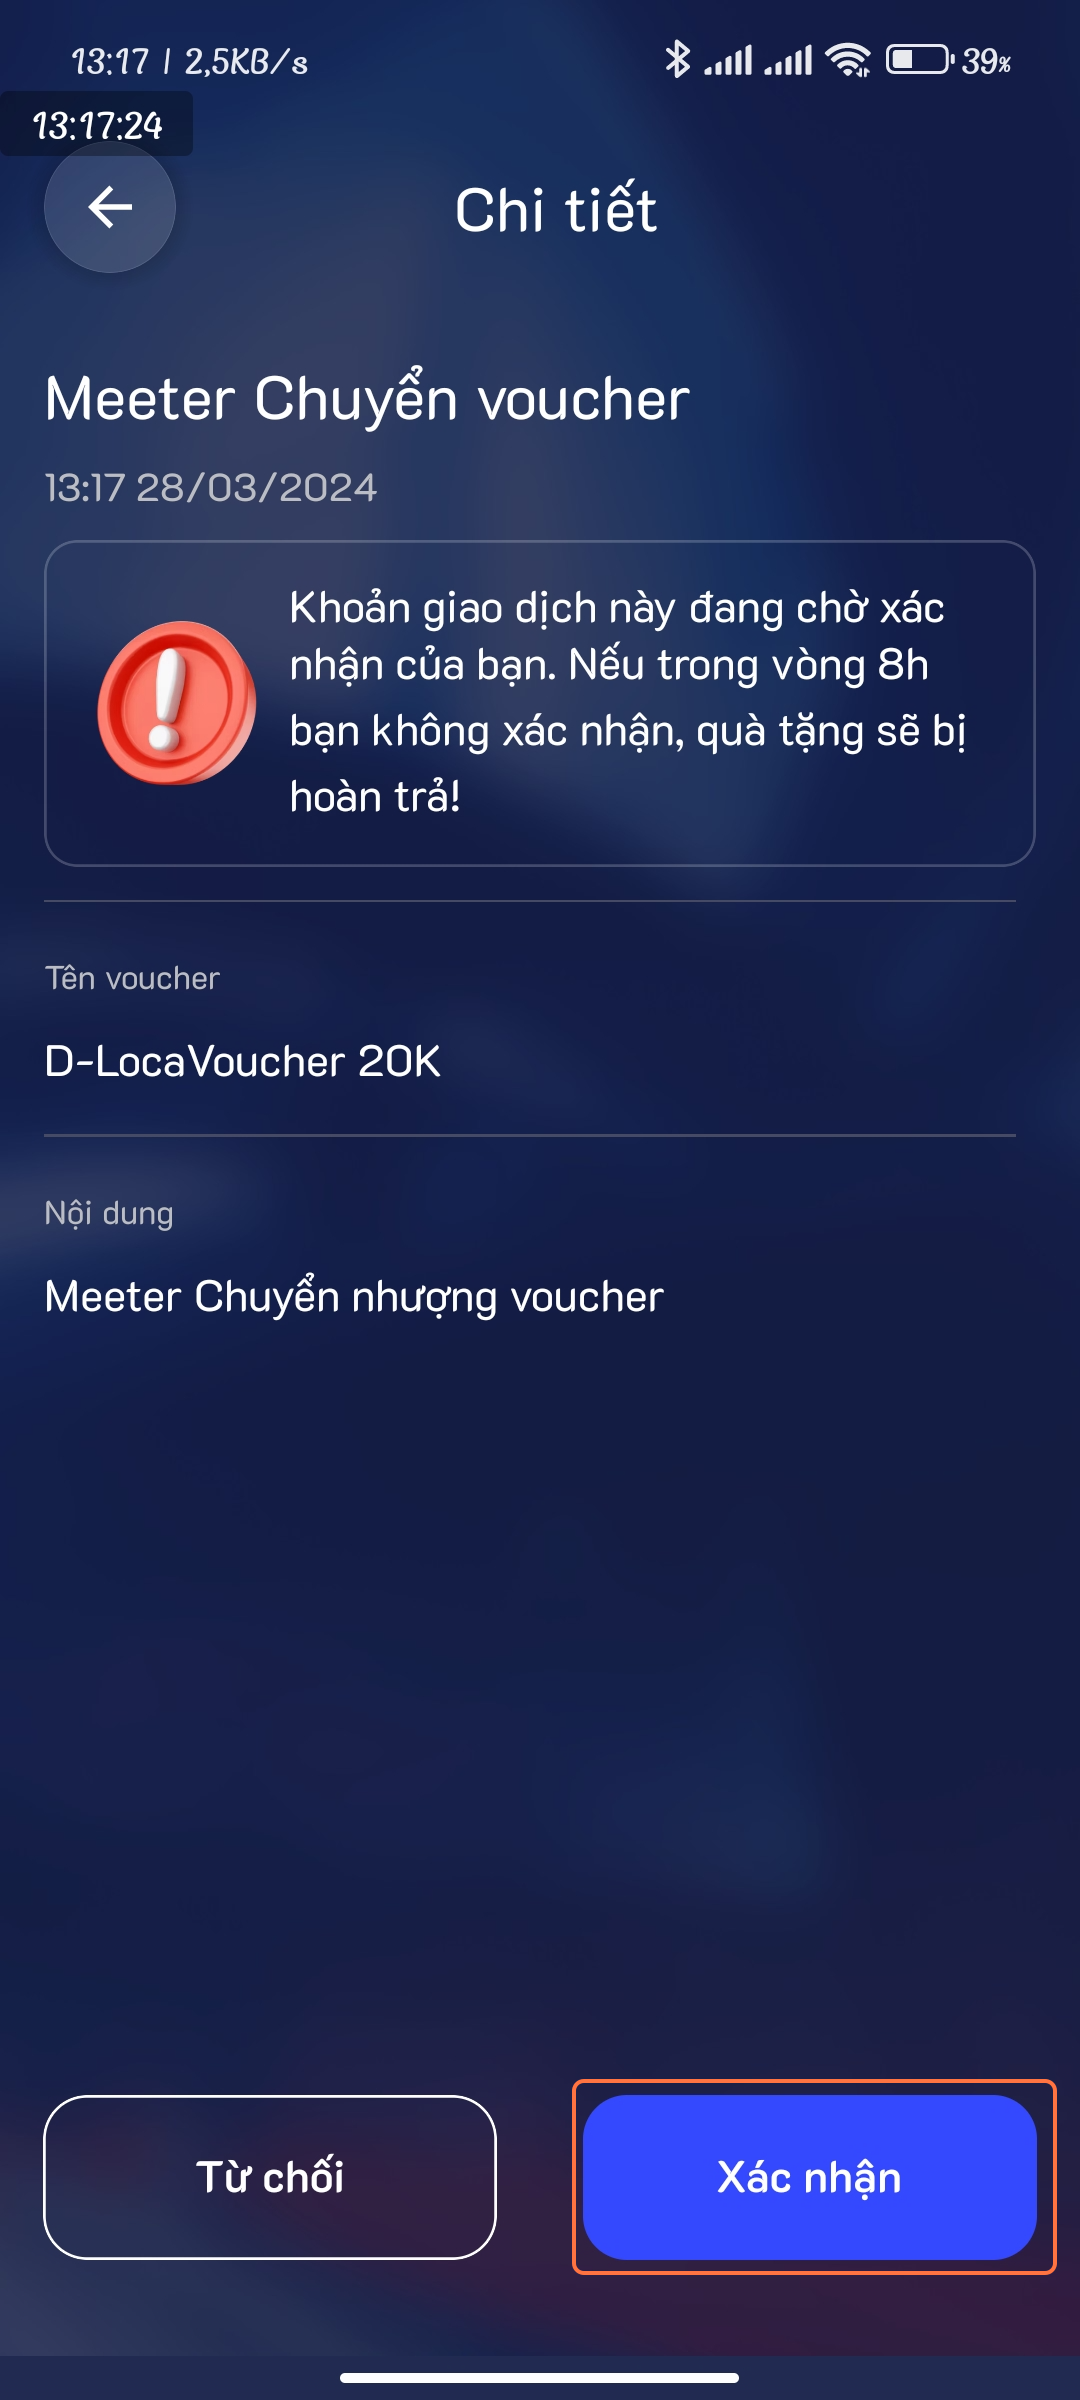 13:17 | 2,5KB/s 39%
13:17:24
Chi tiết
Meeter Chuyển voucher
13:17 28/03/2024
Khoản giao dịch này đang chờ xác
nhận của bạn. Nếu trong vòng 8h
bạn không xác nhận, quà tặng sẽ bị
hoàn trả!
Tên voucher
D-LocaVoucher 20K
Nội dung
Meeter Chuyển nhượng voucher
Từ chối
Xác nhận